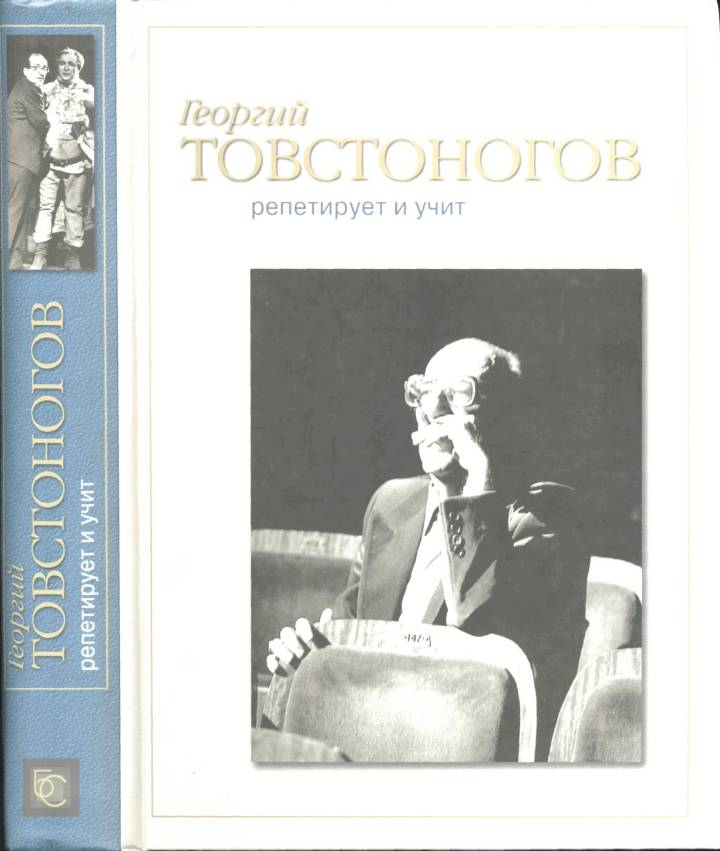 Георгий
ТОВСТОНОГОВ
репетирует и учит
Георгий
ТОВСТОНОГОВ
репетирует и учит
БС